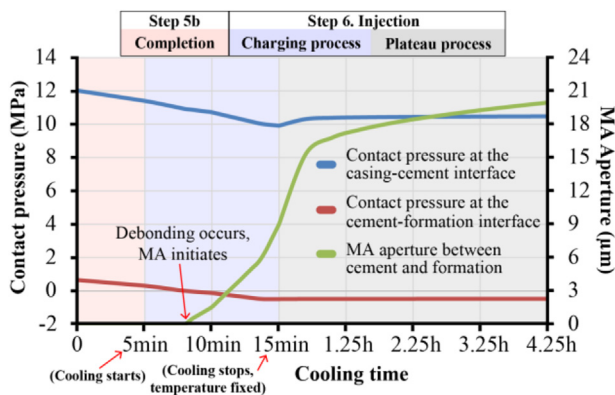 Step 5b
Step 6. Injection
Completion
Charging process
Plateau process
Contact pressure (MPa)
14
12
10
8
6
4
2
0
-2
MA Aperture (μm)
24
21
18
15
12
9
6
3
0
Contact pressure at the
casing-cement interface
Contact pressure at the
cement-formation interface
MA aperture between
cement and formation
Debonding occurs,
MA initiates
0
5min
10min
15min
1.25h
2.25h
3.25h
4.25h
(Cooling starts)
(Cooling stops,
temperature fixed)
Cooling time